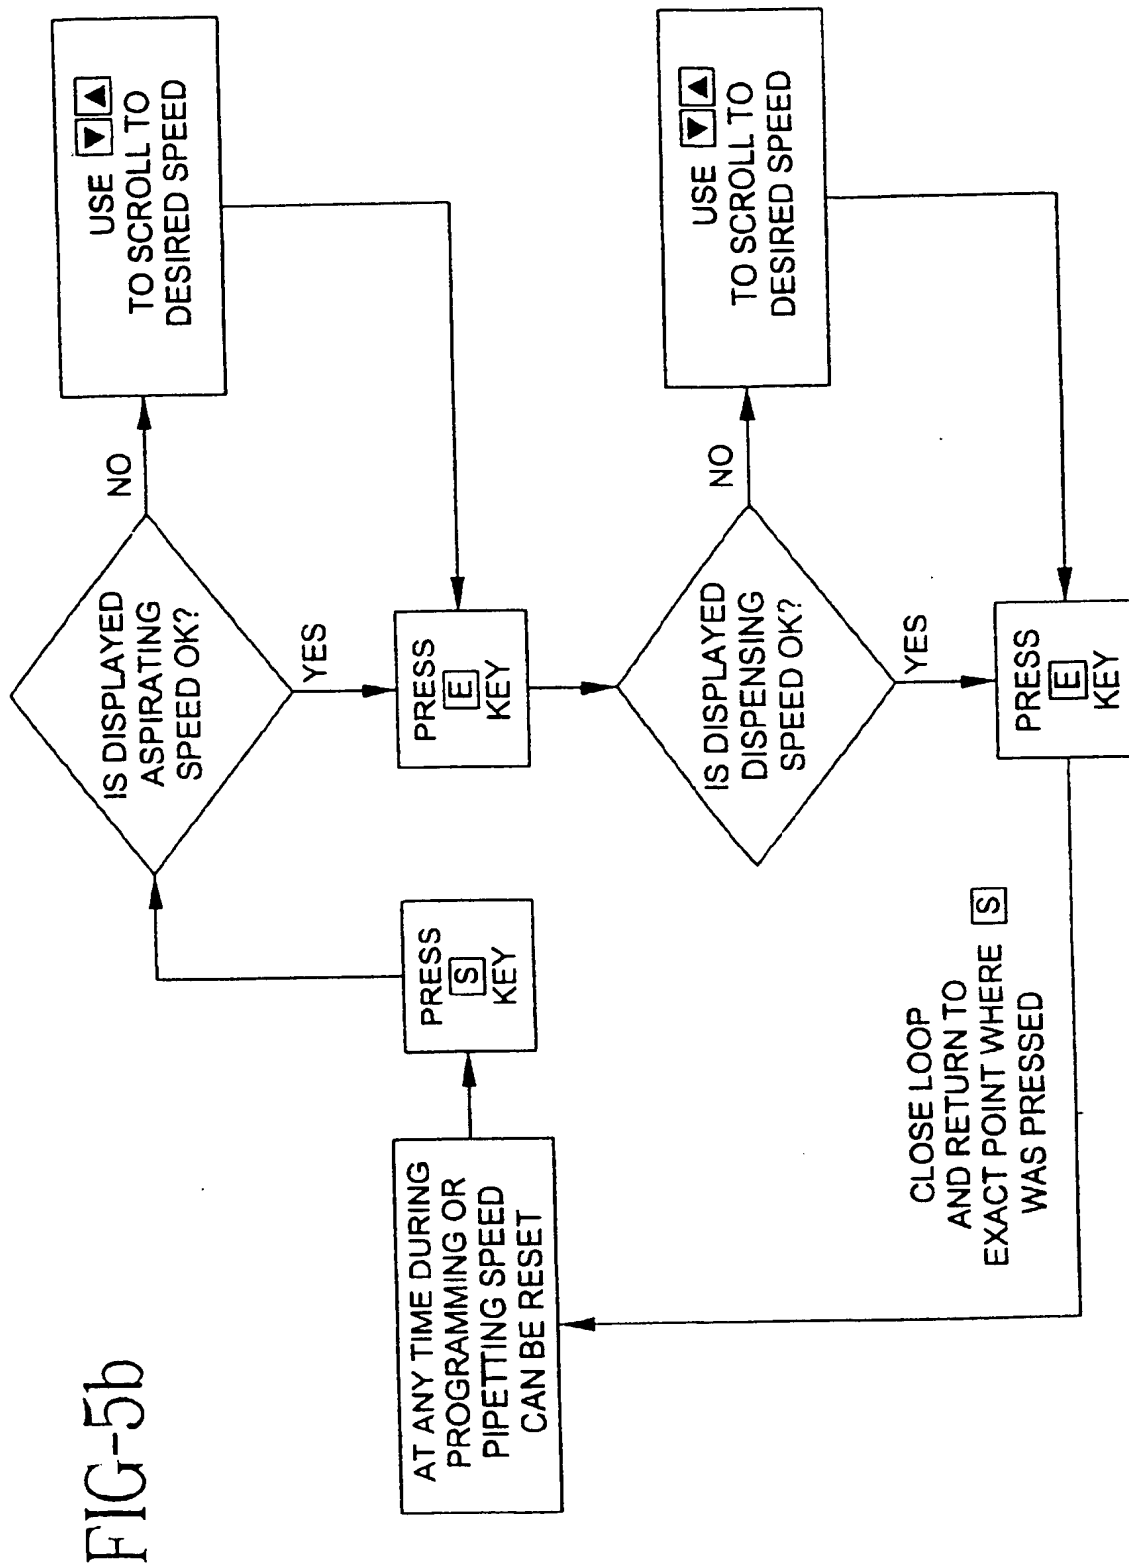 FIG-5b
AT ANY TIME DURING
PROGRAMMING OR
PIPETTING SPEED
CAN BE RESET
PRESS
S
KEY
IS DISPLAYED
ASPIRATING
SPEED OK?
NO
USE ▼▲
TO SCROLL TO
DESIRED SPEED
YES
PRESS
E
KEY
IS DISPLAYED
DISPENSING
SPEED OK?
NO
USE ▼▲
TO SCROLL TO
DESIRED SPEED
YES
PRESS
E
KEY
CLOSE LOOP
AND RETURN TO
EXACT POINT WHERE S
WAS PRESSED